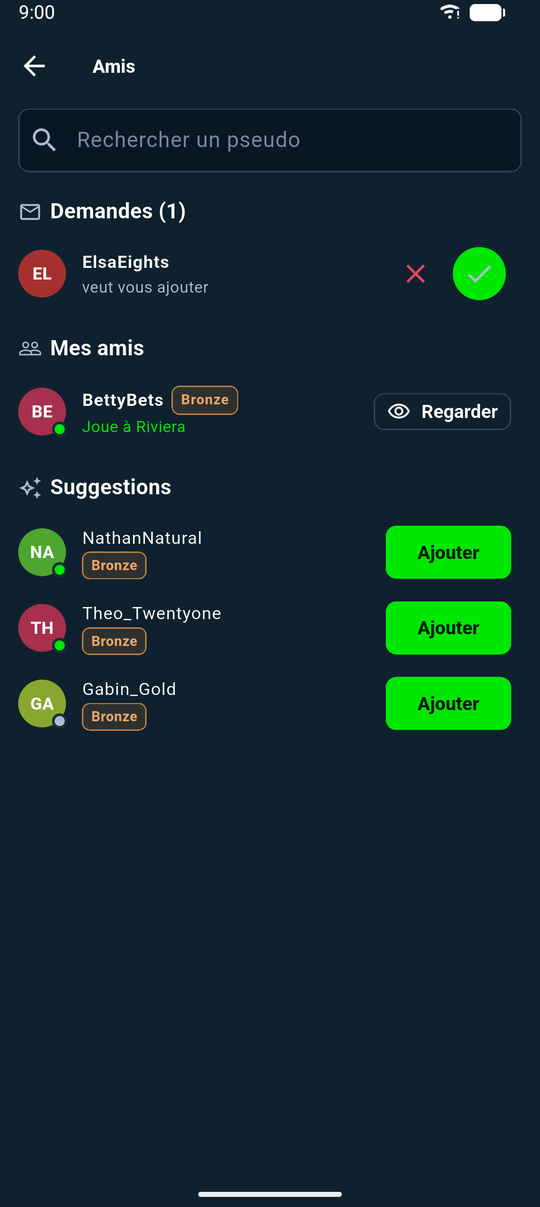 9:00
Amis
Rechercher un pseudo
Demandes (1)
EL
ElsaEights
veut vous ajouter
Mes amis
BE
BettyBets Bronze
Joue à Riviera
Regarder
Suggestions
NA
NathanNatural
Bronze
Ajouter
TH
Theo_Twentyone
Bronze
Ajouter
GA
Gabin_Gold
Bronze
Ajouter